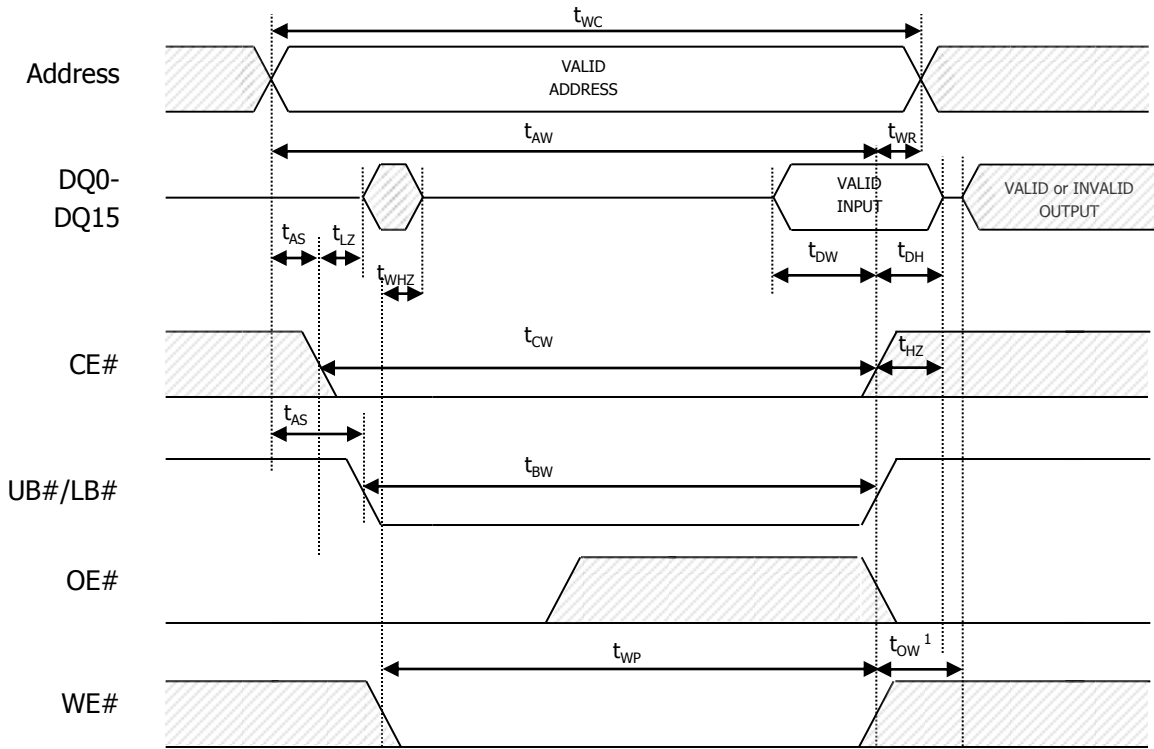 tWC
Address
VALID
ADDRESS
tAW
tWR
DQ0-
DQ15
VALID
INPUT
VALID or INVALID
OUTPUT
tAS
tLZ
tDW
tDH
tWHZ
CE#
tCW
tHZ
tAS
UB#/LB#
tBW
OE#
tWP
tOW 1
WE#